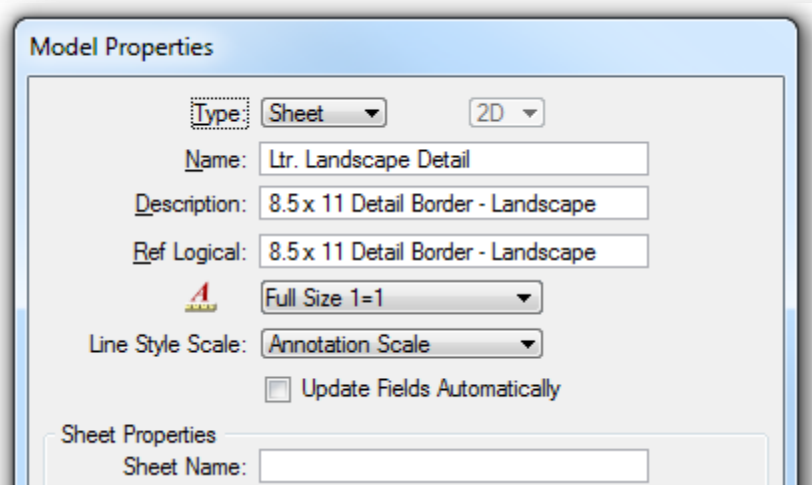 Model Properties
Type: Sheet 2D
Name: Ltr. Landscape Detail
Description: 8.5 x 11 Detail Border - Landscape
Ref Logical: 8.5 x 11 Detail Border - Landscape
A Full Size 1=1
Line Style Scale: Annotation Scale
Update Fields Automatically
Sheet Properties
Sheet Name: